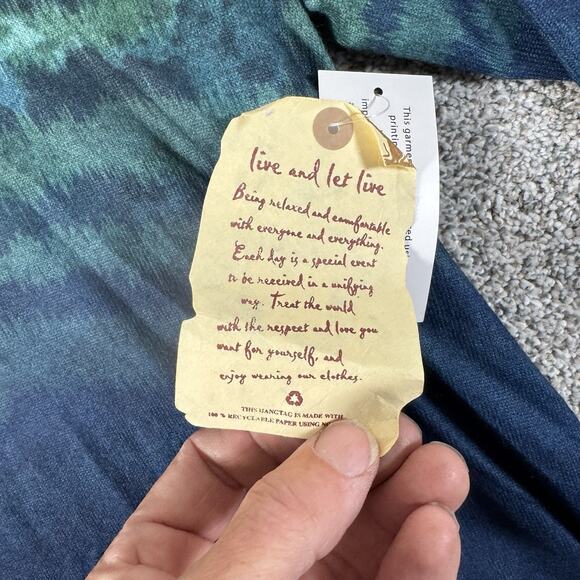 live and let live
Being relaxed and comfortable
with everyone and everything.
Each day is a special event
to be received in a unifying
way. Treat the world
with the respect and love you
want for yourself, and
enjoy wearing our clothes.
THIS HANGTAG IS MADE WITH
100 % RECYCLABLE PAPER USING
This garme
printin